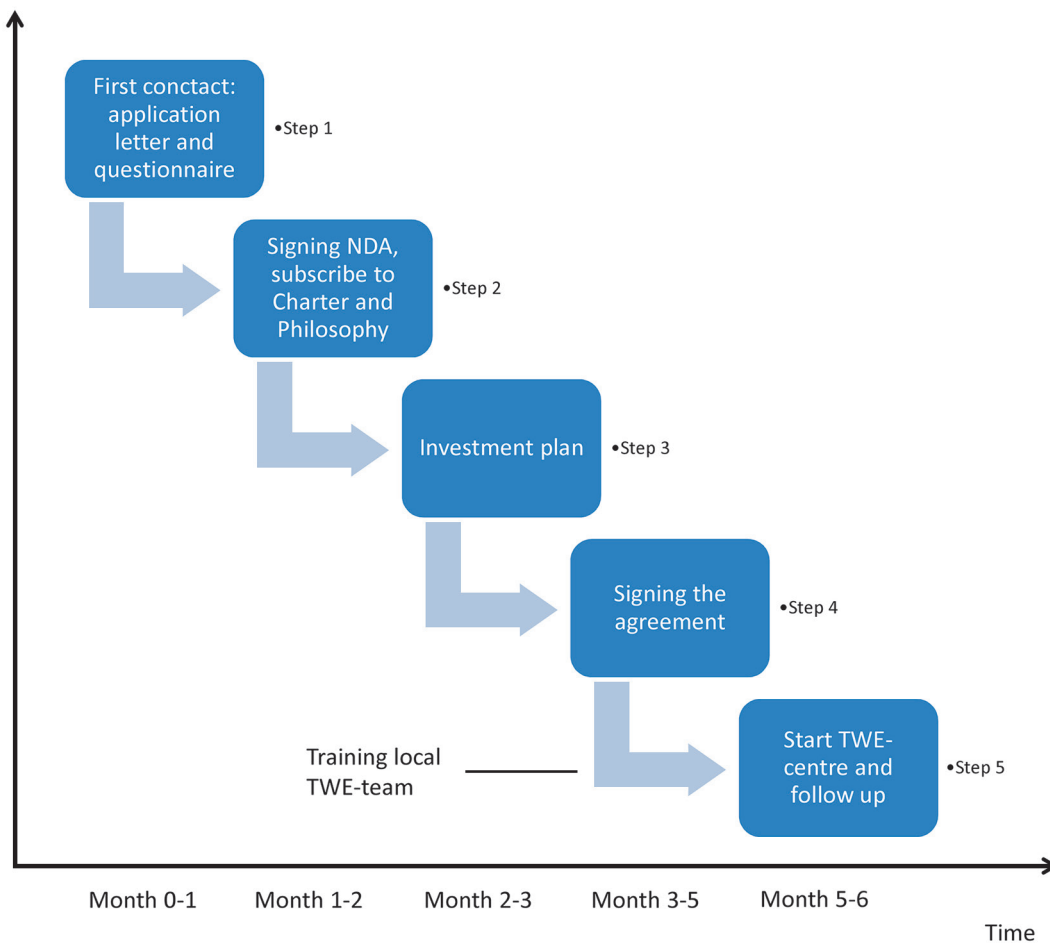 First conctact:
application
letter and
questionnaire
•Step 1
Signing NDA,
subscribe to
Charter and
Philosophy
•Step 2
Investment plan
•Step 3
Signing the
agreement
•Step 4
Training local
TWE-team
Start TWE-
centre and
follow up
•Step 5
Month 0-1
Month 1-2
Month 2-3
Month 3-5
Month 5-6
Time